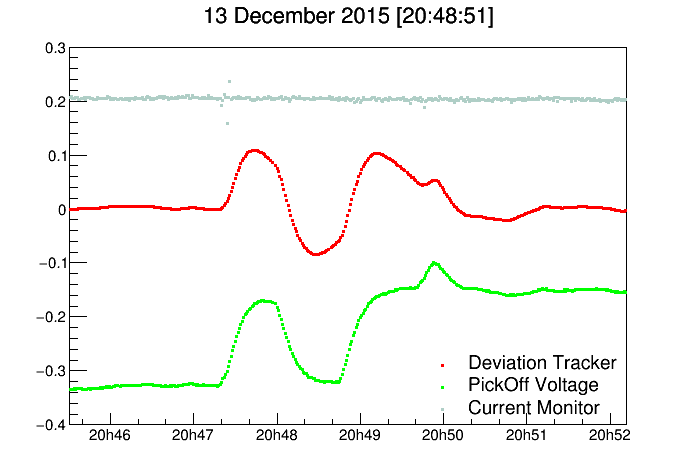 13 December 2015 [20:48:51]
0.3
0.2
0.1
0
−0.1
−0.2
−0.3
−0.4
Deviation Tracker
PickOff Voltage
Current Monitor
20h46 20h47 20h48 20h49 20h50 20h51 20h52